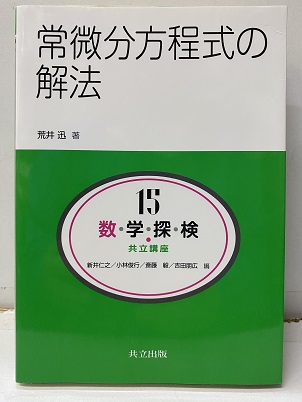 常微分方程式の
解法
荒井 迅 著
15
数・学・探・検
共立講座
新井仁之／小林俊行／斎藤 毅／吉田朋広 編
共立出版